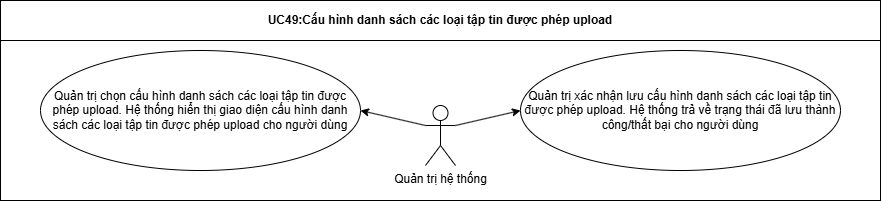 UC49:Cấu hình danh sách các loại tập tin được phép upload
Quản trị chọn cấu hình danh sách các loại tập tin được
phép upload. Hệ thống hiển thị giao diện cấu hình danh
sách các loại tập tin được phép upload cho người dùng
Quản trị xác nhận lưu cấu hình danh sách các loại tập tin
được phép upload. Hệ thống trả về trạng thái đã lưu thành
công/thất bại cho người dùng
Quản trị hệ thống